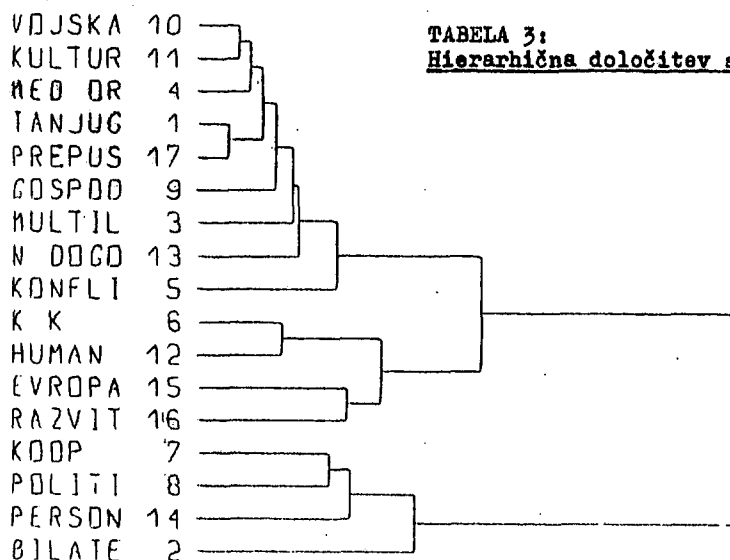 TABELA 3:
Hierarhična določitev s
VOJSKA 10
KULTUR 11
MED OR 4
TANJUG 1
PREPUS 17
GOSPOD 9
MULTIL 3
N DOGO 13
KONFLI 5
K K 6
HUMAN 12
EVROPA 15
RAZVIT 16
KOOP 7
POLITI 8
PERSON 14
BILATE 2